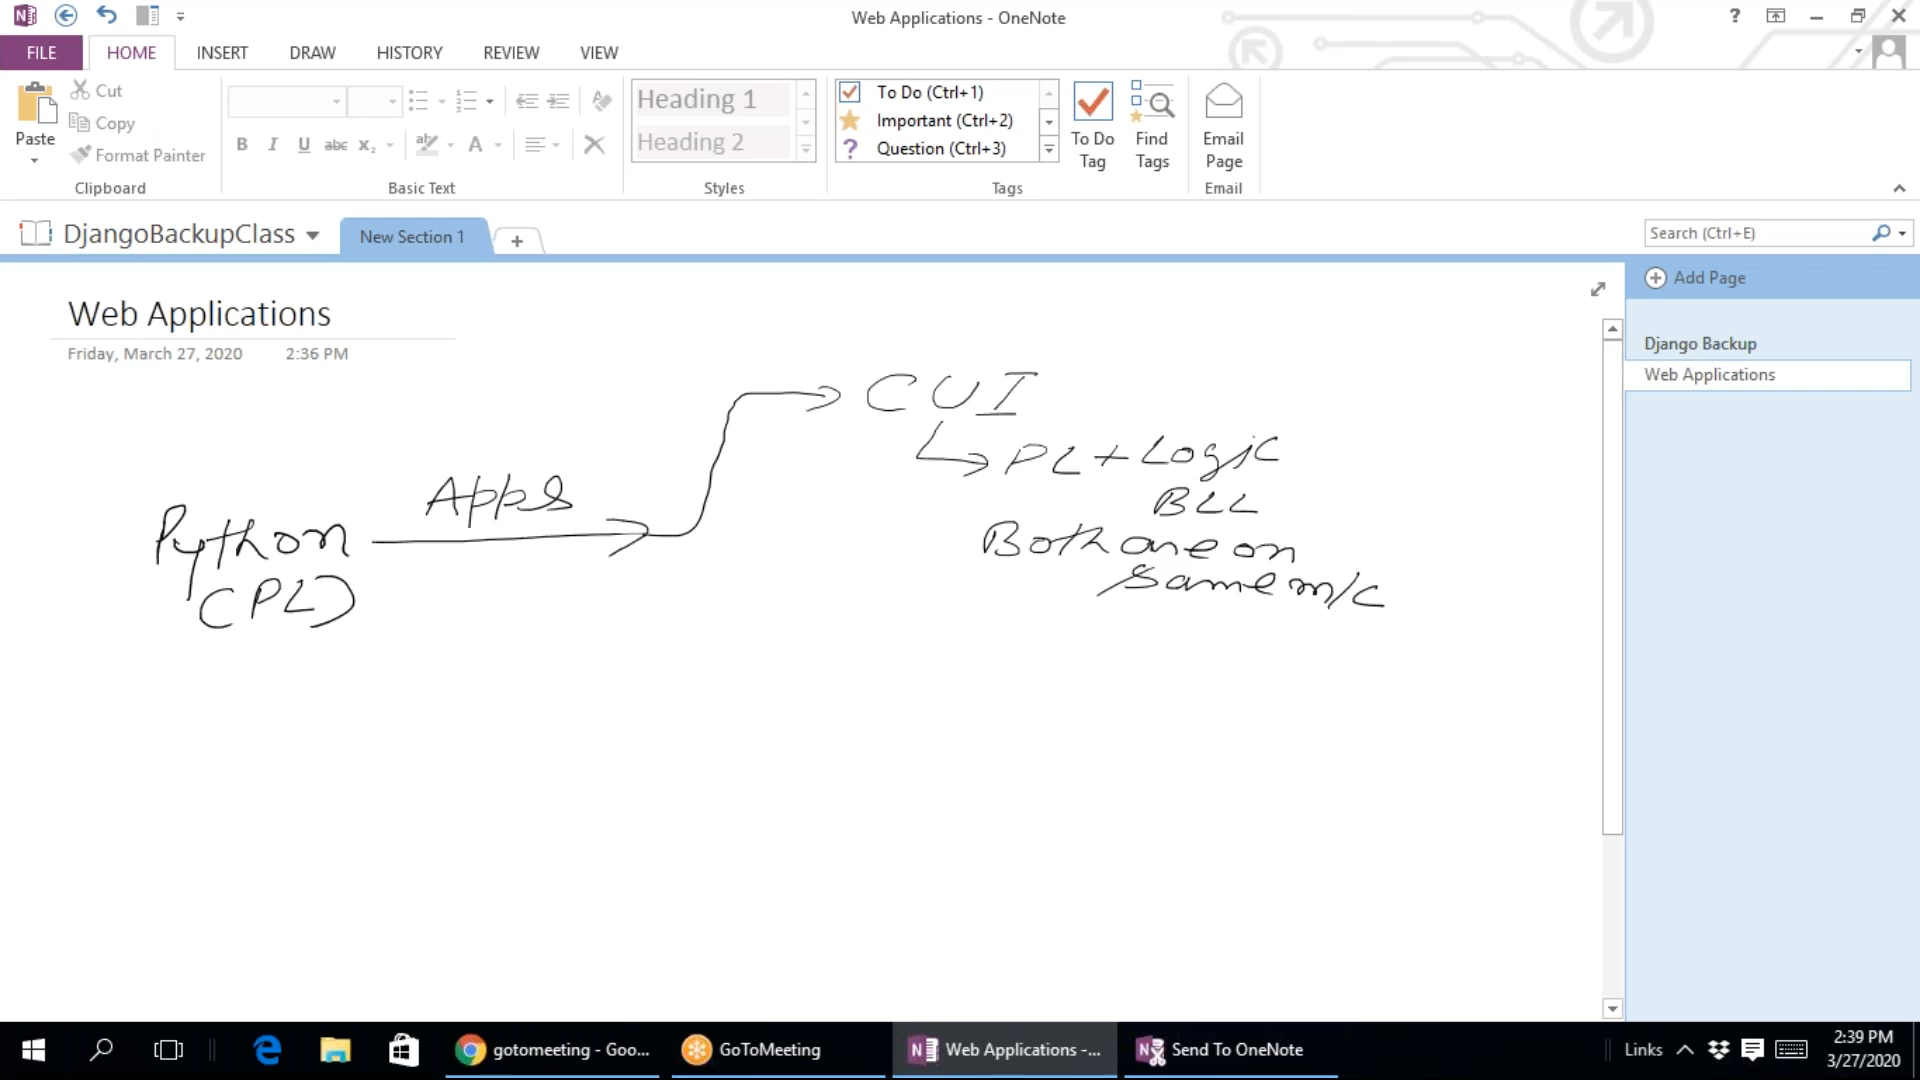 Web Applications - OneNote
?
FILE HOME INSERT DRAW HISTORY REVIEW VIEW
Paste
Cut
Copy
Format Painter
Clipboard
B I U abc x₂ ab A
Basic Text
Heading 1
Heading 2
Styles
To Do (Ctrl+1)
Important (Ctrl+2)
Question (Ctrl+3)
Tags
To Do Tag
Find Tags
Email Page
Email
DjangoBackupClass
New Section 1
+
Search (Ctrl+E)
Web Applications
Friday, March 27, 2020 2:36 PM
Add Page
Django Backup
Web Applications
CUI
PL + Logic
BLL
Both are on
same m/c
Apps
Python
(PL)
gotomeeting - Goo...
GoToMeeting
Web Applications -...
Send To OneNote
Links
2:39 PM
3/27/2020